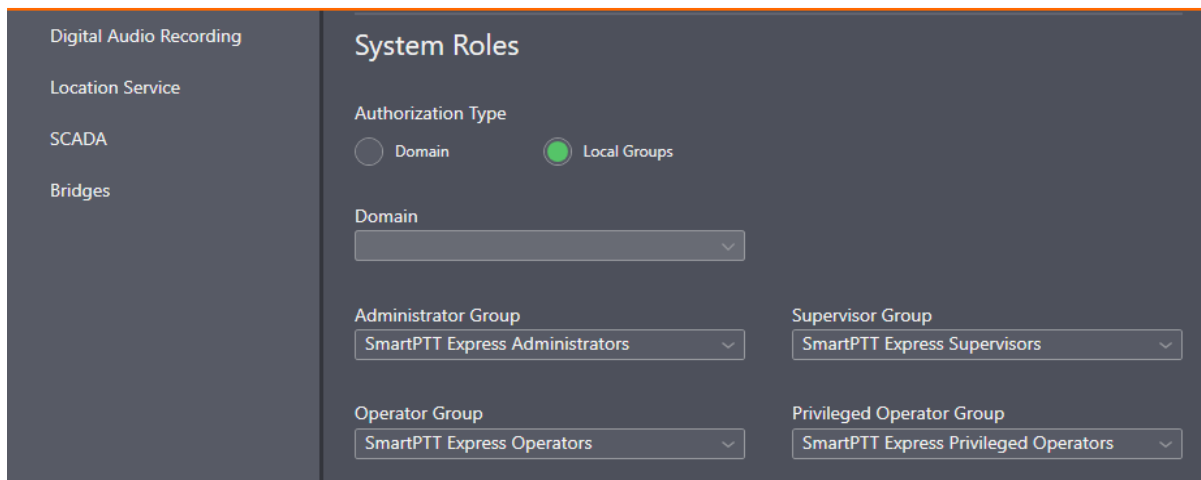 Digital Audio Recording
Location Service
SCADA
Bridges
System Roles
Authorization Type
Domain
Local Groups
Domain
Administrator Group
Supervisor Group
SmartPTT Express Administrators
SmartPTT Express Supervisors
Operator Group
Privileged Operator Group
SmartPTT Express Operators
SmartPTT Express Privileged Operators